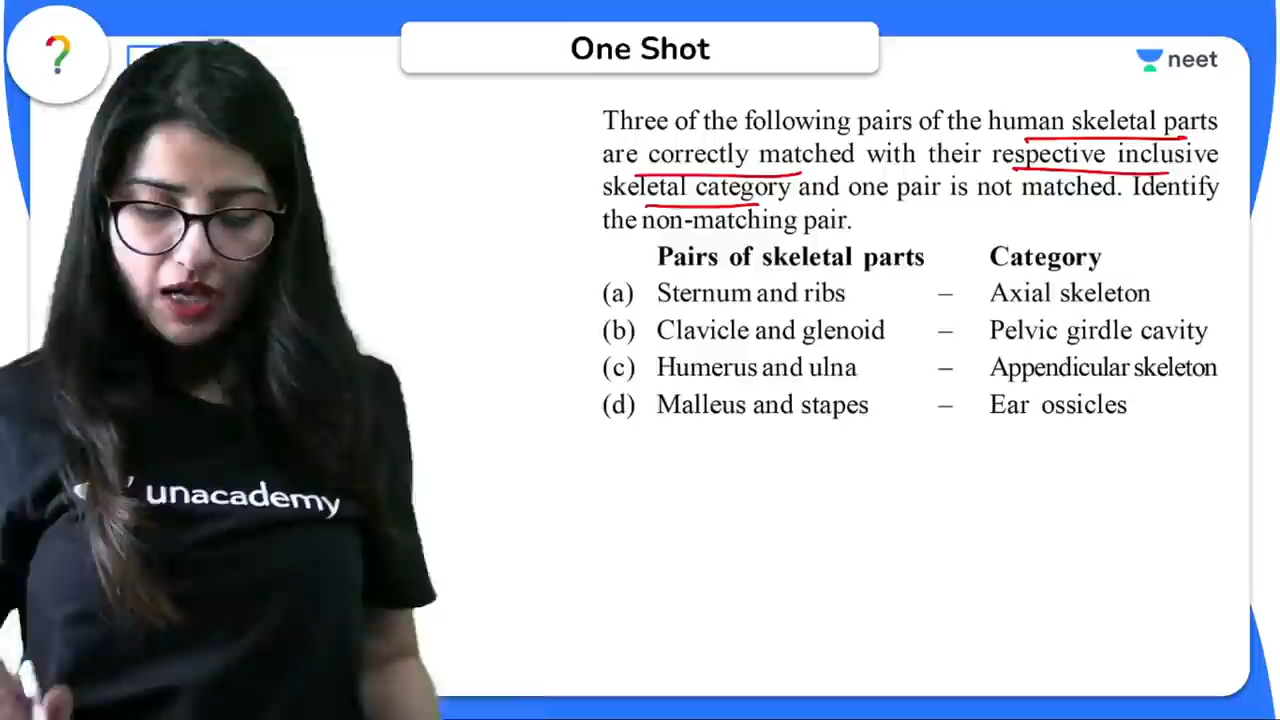 ?
One Shot
neet
Three of the following pairs of the human skeletal parts
are correctly matched with their respective inclusive
skeletal category and one pair is not matched. Identify
the non-matching pair.
Pairs of skeletal parts Category
(a) Sternum and ribs – Axial skeleton
(b) Clavicle and glenoid – Pelvic girdle cavity
(c) Humerus and ulna – Appendicular skeleton
(d) Malleus and stapes – Ear ossicles
unacademy